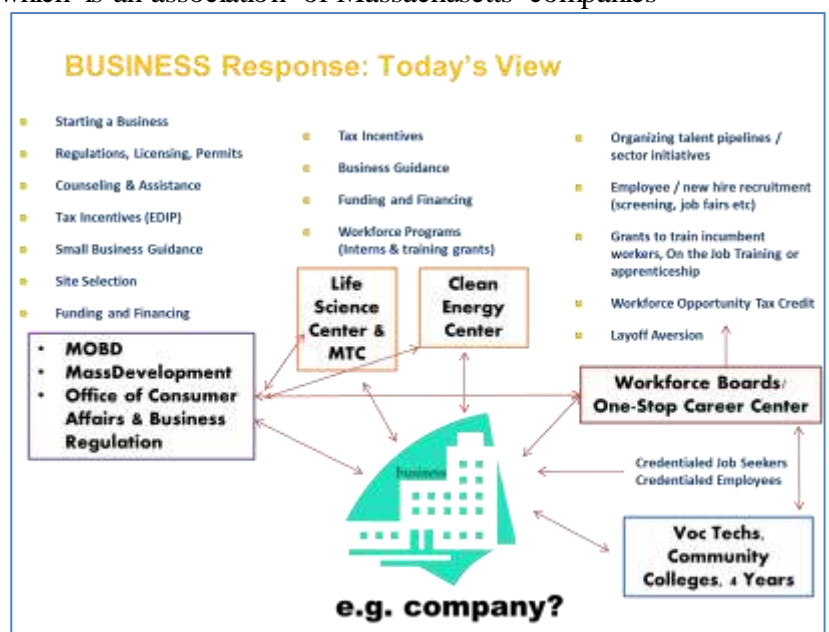 which is an association of Massachusetts companies
BUSINESS Response: Today's View
Starting a Business
Regulations, Licensing, Permits
Counseling & Assistance
Tax Incentives (EDIP)
Small Business Guidance
Site Selection
Funding and Financing
Tax Incentives
Business Guidance
Funding and Financing
Workforce Programs
(Interns & training grants)
Organizing talent pipelines /
sector initiatives
Employee / new hire recruitment
(screening, job fairs etc)
Grants to train incumbent
workers, On the Job Training or
apprenticeship
Workforce Opportunity Tax Credit
Layoff Aversion
Life
Science
Center &
MTC
Clean
Energy
Center
• MOBD
• MassDevelopment
• Office of Consumer
Affairs & Business
Regulation
Workforce Boards/
One-Stop Career Center
business
Credentialed Job Seekers
Credentialed Employees
Voc Techs,
Community
Colleges, 4 Years
e.g. company?